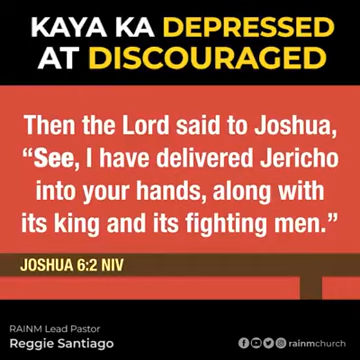 KAYA KA DEPRESSED
AT DISCOURAGED
Then the Lord said to Joshua,
“See, I have delivered Jericho
into your hands, along with
its king and its fighting men.”
JOSHUA 6:2 NIV
RAINM Lead Pastor
Reggie Santiago
rainmchurch